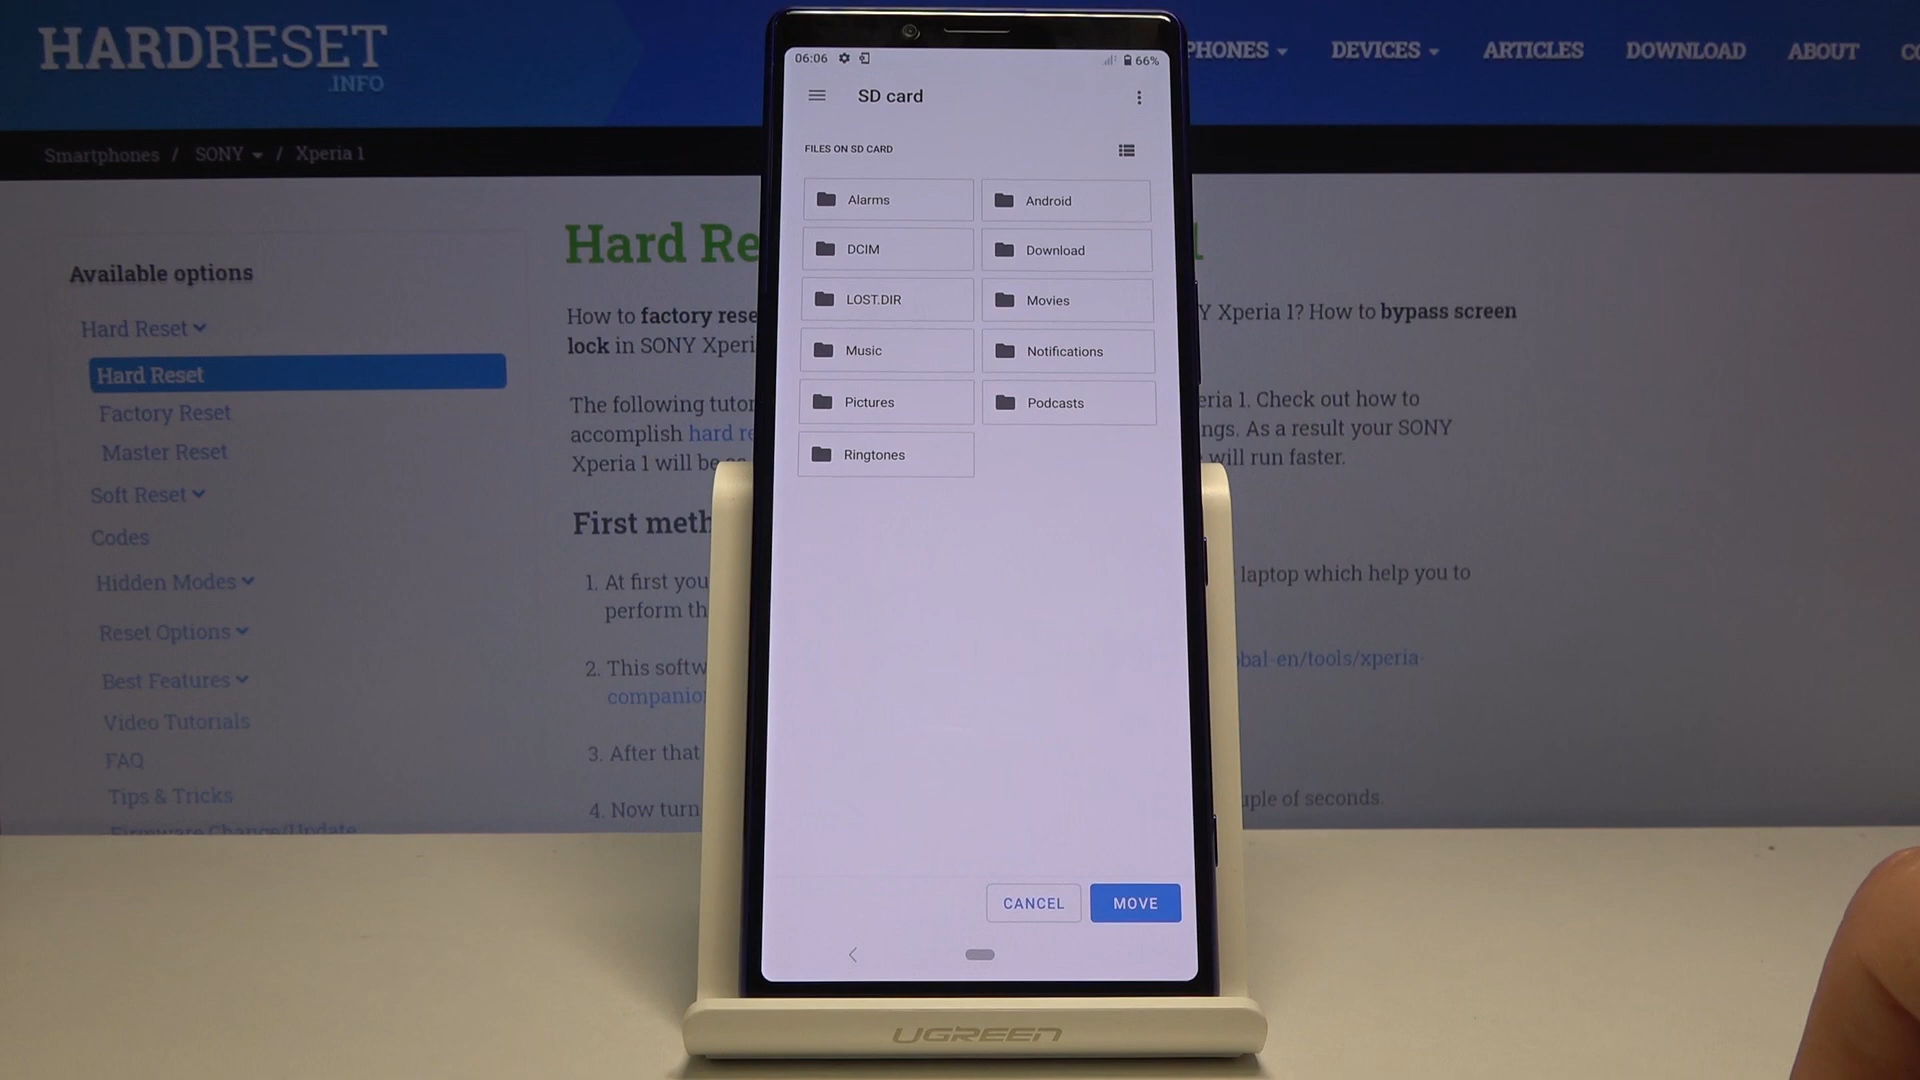 HARDRESET
.INFO
PHONES
DEVICES
ARTICLES
DOWNLOAD
ABOUT
Smartphones / SONY / Xperia 1
Available options
Hard Reset
Hard Reset
Factory Reset
Master Reset
Soft Reset
Codes
Hidden Modes
Reset Options
Best Features
Video Tutorials
FAQ
Tips & Tricks
Firmware Change/Update
Hard Re
How to factory rese
Y Xperia 1? How to bypass screen
lock in SONY Xperi
The following tutor
eria 1. Check out how to
accomplish hard re
ngs. As a result your SONY
Xperia 1 will be
will run faster.
First meth
1. At first you
laptop which help you to
perform th
2. This softw
bal-en/tools/xperia-
companion
3. After that
4. Now turn
uple of seconds.
06:06
66%
SD card
FILES ON SD CARD
Alarms
Android
DCIM
Download
LOST.DIR
Movies
Music
Notifications
Pictures
Podcasts
Ringtones
CANCEL
MOVE
UGREEN